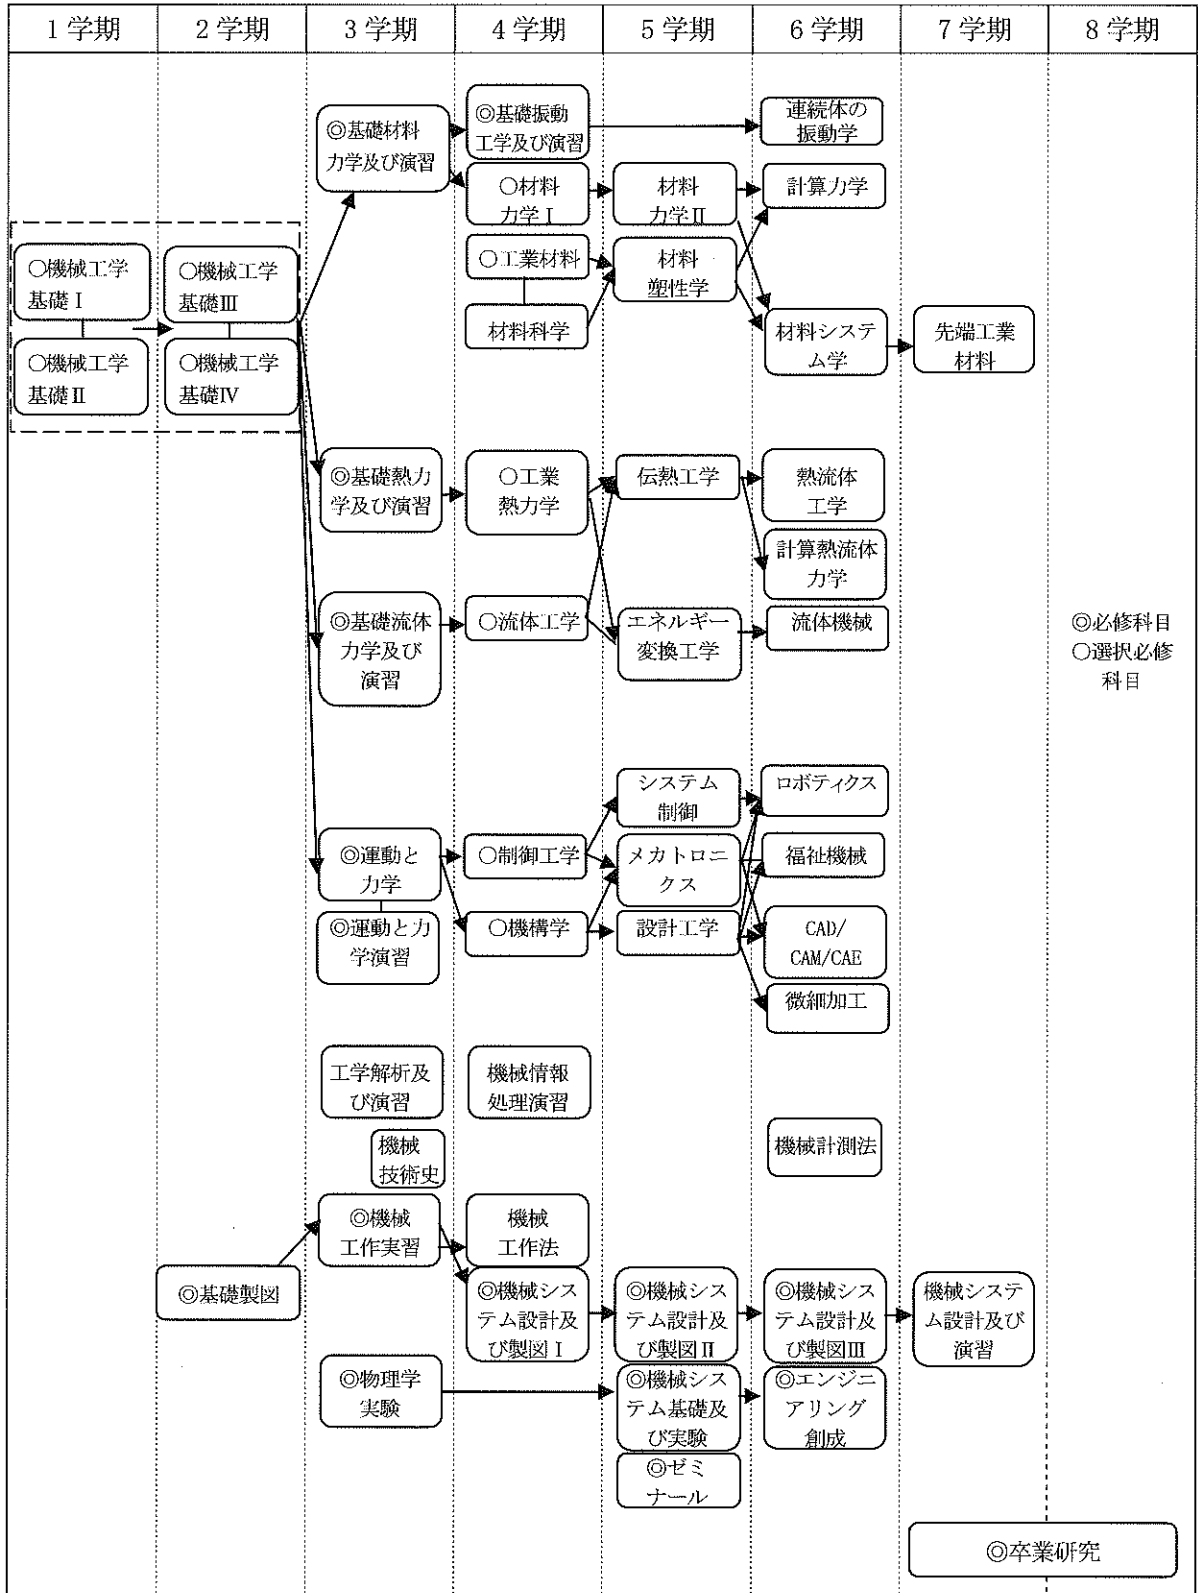 1学期
2学期
3学期
4学期
5学期
6学期
7学期
8学期
○機械工学
基礎Ⅰ
○機械工学
基礎Ⅱ
○機械工学
基礎Ⅲ
○機械工学
基礎Ⅳ
◎基礎製図
◎基礎材料
力学及び演習
◎基礎熱力
学及び演習
◎基礎流体
力学及び
演習
◎運動と
力学
◎運動と力
学演習
工学解析及
び演習
機械
技術史
◎機械
工作実習
◎物理学
実験
◎基礎振動
工学及び演習
○材料
力学Ⅰ
○工業材料
材料科学
○工業
熱力学
○流体工学
○制御工学
○機構学
機械情報
処理演習
機械
工作法
◎機械シス
テム設計及
び製図Ⅰ
材料
力学Ⅱ
材料
塑性学
伝熱工学
エネルギー
変換工学
システム
制御
メカトロニ
クス
設計工学
◎機械シス
テム設計及
び製図Ⅱ
◎機械シス
テム基礎及
び実験
◎ゼミ
ナール
連続体の
振動学
計算力学
材料システ
ム学
熱流体
工学
計算熱流体
力学
流体機械
ロボティクス
福祉機械
CAD/
CAM/CAE
微細加工
機械計測法
◎機械シス
テム設計及
び製図Ⅲ
◎エンジニ
アリング
創成
先端工業
材料
機械システ
ム設計及び
演習
◎卒業研究
◎必修科目
○選択必修
科目